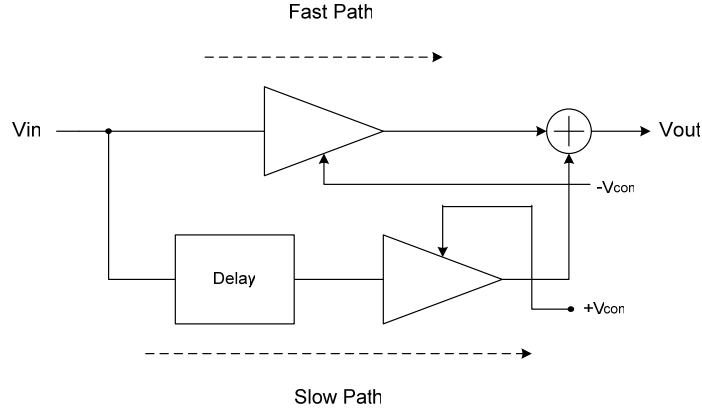 Fast Path
Vin
Vout
-Vcon
Delay
+Vcon
Slow Path